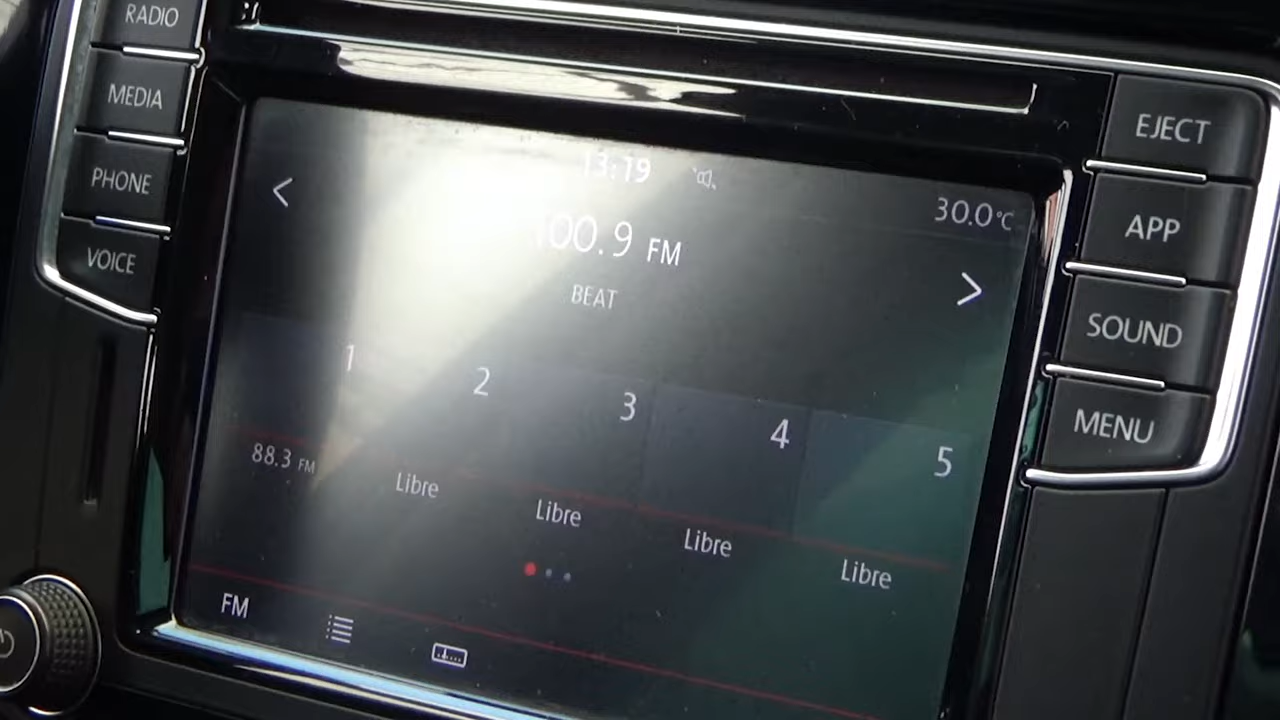 RADIO
MEDIA
PHONE
VOICE
EJECT
APP
SOUND
MENU
13:19
30.0°C
100.9 FM
BEAT
1
2
3
4
5
88.3 FM
Libre
Libre
Libre
Libre
FM